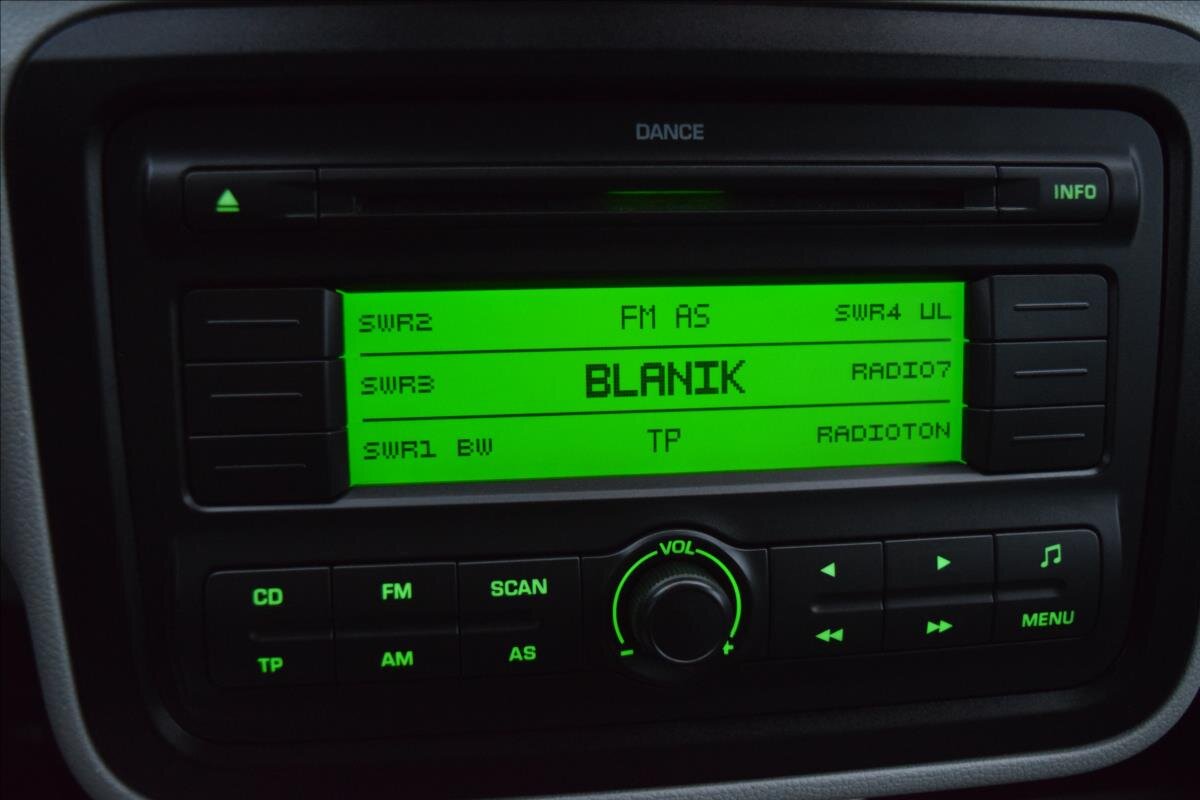 DANCE
INFO
SWR2 FM AS SWR4 UL
SWR3 BLANIK RADIO7
SWR1 BW TP RADIOTON
VOL
CD FM SCAN
TP AM AS
- +
MENU